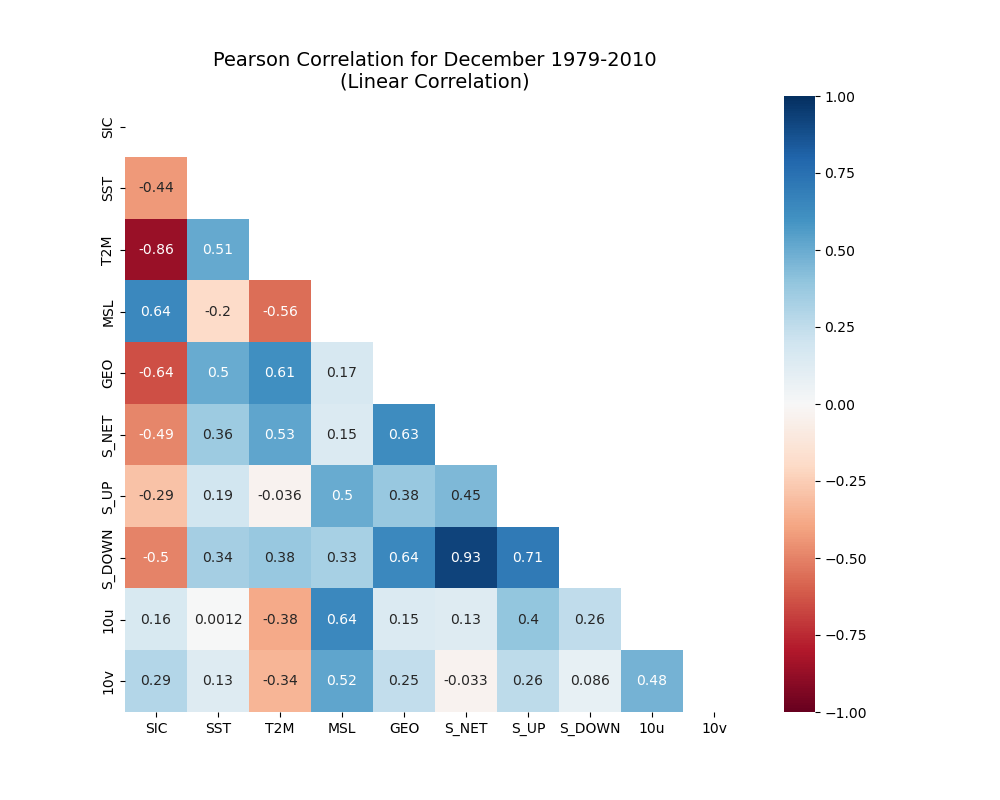 Pearson Correlation for December 1979-2010
(Linear Correlation)
SIC
SST -0.44
T2M -0.86 0.51
MSL 0.64 -0.2 -0.56
GEO -0.64 0.5 0.61 0.17
S_NET -0.49 0.36 0.53 0.15 0.63
S_UP -0.29 0.19 -0.036 0.5 0.38 0.45
S_DOWN -0.5 0.34 0.38 0.33 0.64 0.93 0.71
10u 0.16 0.0012 -0.38 0.64 0.15 0.13 0.4 0.26
10v 0.29 0.13 -0.34 0.52 0.25 -0.033 0.26 0.086 0.48
SIC SST T2M MSL GEO S_NET S_UP S_DOWN 10u 10v
1.00
0.75
0.50
0.25
0.00
−0.25
−0.50
−0.75
−1.00